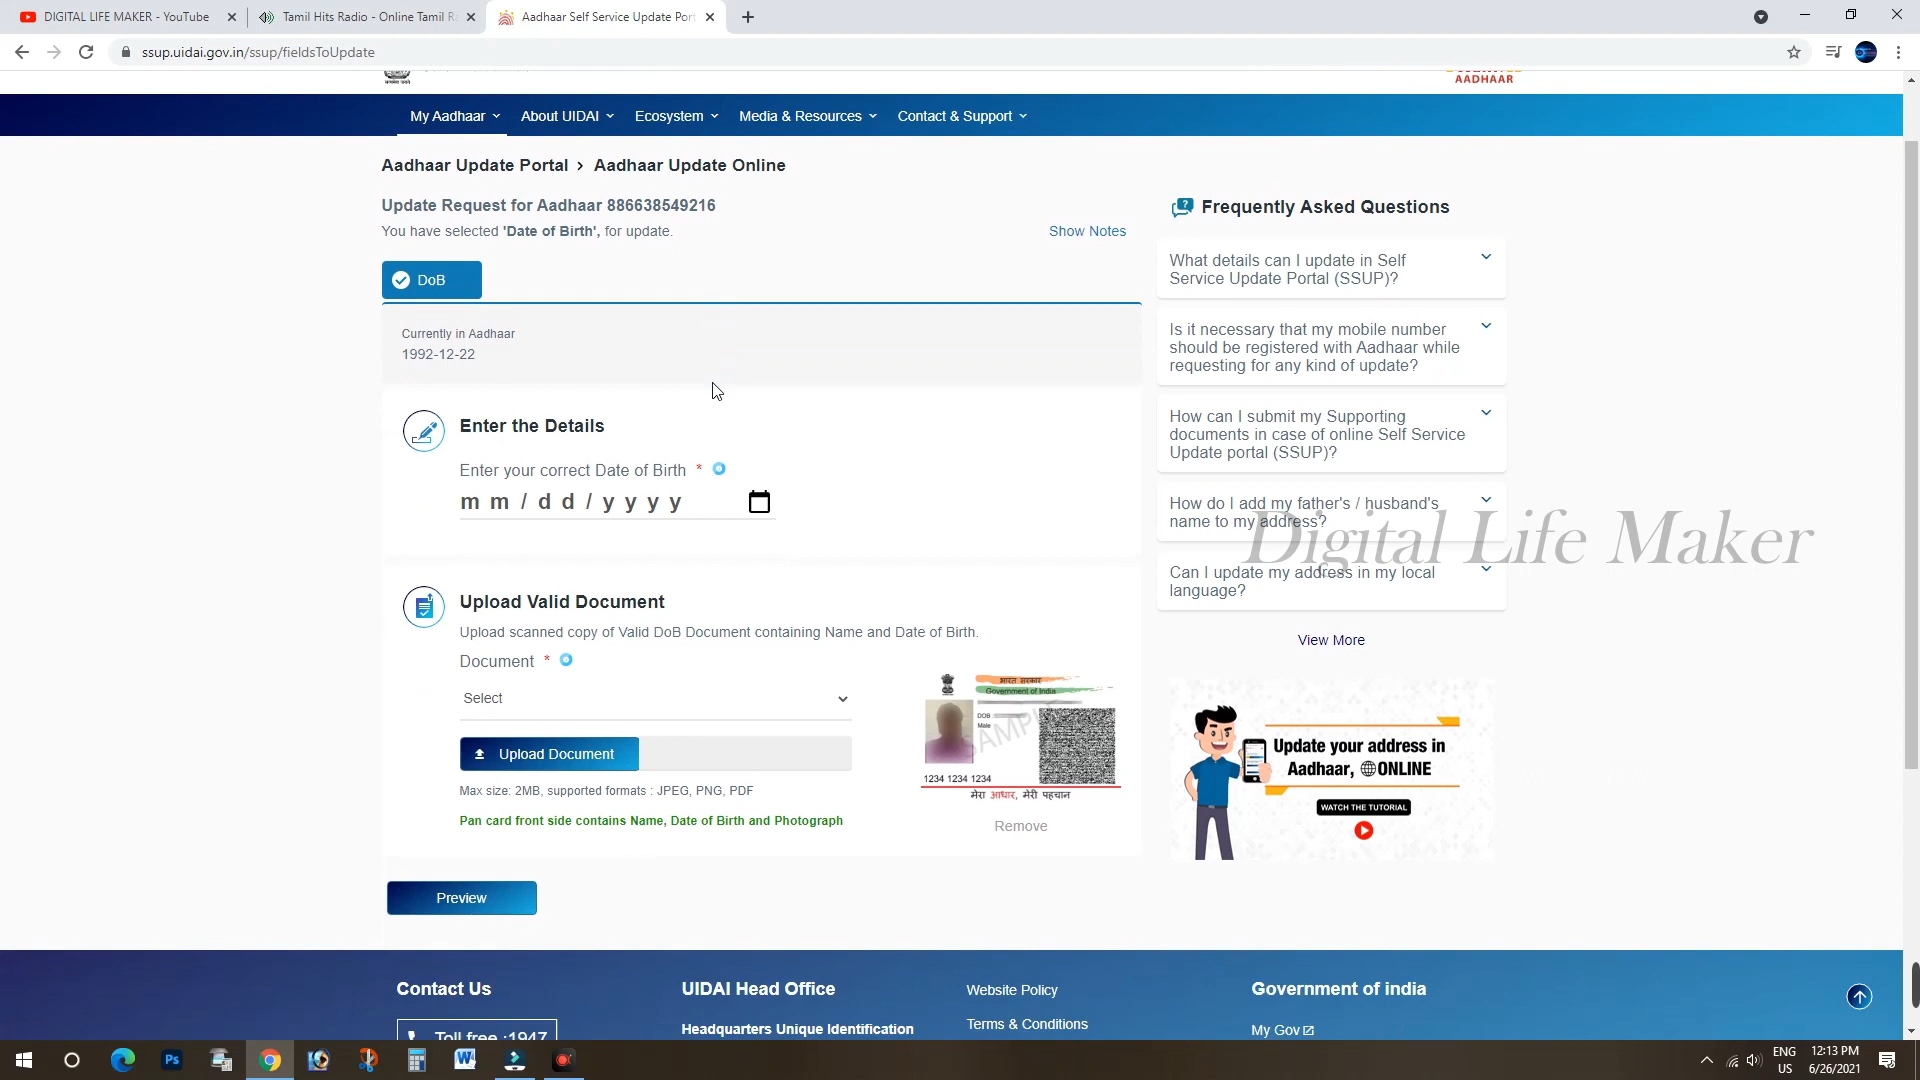 DIGITAL LIFE MAKER - YouTube
Tamil Hits Radio - Online Tamil Ra
Aadhaar Self Service Update Port
ssup.uidai.gov.in/ssup/fieldsToUpdate
AADHAAR
My Aadhaar
About UIDAI
Ecosystem
Media & Resources
Contact & Support
Aadhaar Update Portal › Aadhaar Update Online
Update Request for Aadhaar 886638549216
You have selected 'Date of Birth', for update.
Show Notes
DoB
Currently in Aadhaar
1992-12-22
Enter the Details
Enter your correct Date of Birth *
mm/dd/yyyy
Upload Valid Document
Upload scanned copy of Valid DoB Document containing Name and Date of Birth.
Document *
Select
Upload Document
Max size: 2MB, supported formats : JPEG, PNG, PDF
Pan card front side contains Name, Date of Birth and Photograph
भारत सरकार
Government of India
DOB
Male
SAMPLE
1234 1234 1234
मेरा आधार, मेरी पहचान
Remove
Preview
Frequently Asked Questions
What details can I update in Self
Service Update Portal (SSUP)?
Is it necessary that my mobile number
should be registered with Aadhaar while
requesting for any kind of update?
How can I submit my Supporting
documents in case of online Self Service
Update portal (SSUP)?
How do I add my father's / husband's
name to my address?
Digital Life Maker
Can I update my address in my local
language?
View More
Update your address in
Aadhaar, ONLINE
WATCH THE TUTORIAL
Contact Us
Toll free :1947
UIDAI Head Office
Headquarters Unique Identification
Website Policy
Terms & Conditions
Government of india
My Gov
Ps
W
ENG
US
12:13 PM
6/26/2021